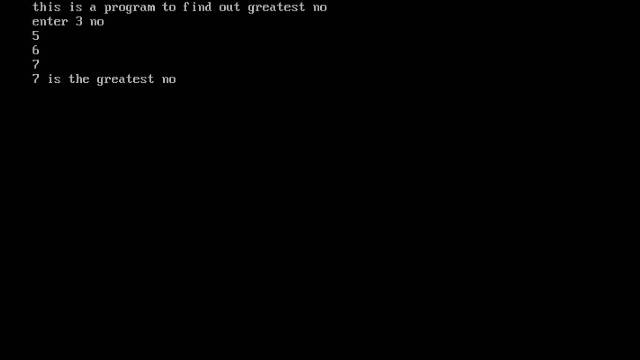 this is a program to find out greatest no
enter 3 no
5
6
7
7 is the greatest no